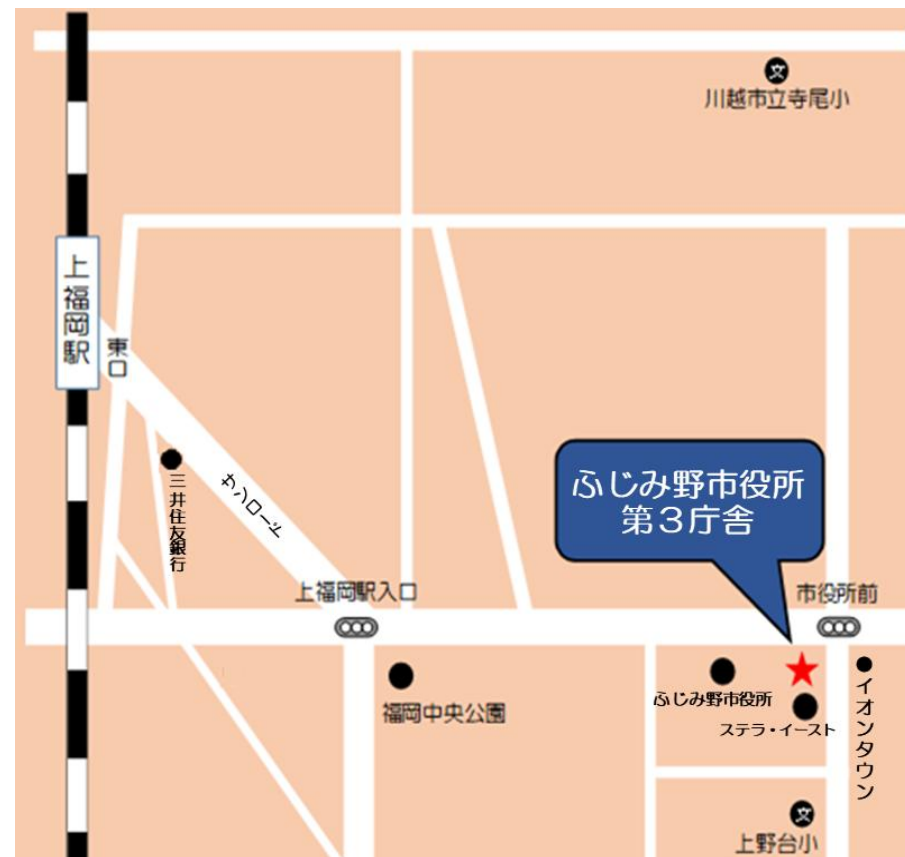 文
川越市立寺尾小
上福岡駅
東口
三井住友銀行
サンロード
ふじみ野市役所
第３庁舎
上福岡駅入口
市役所前
福岡中央公園
ふじみ野市役所
ステラ・イースト
イオンタウン
文
上野台小